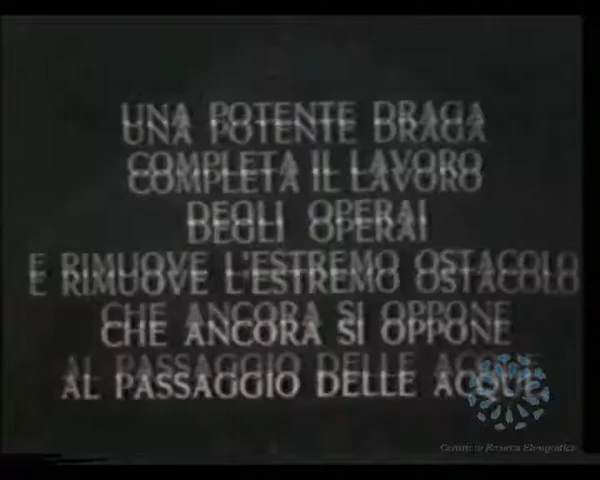 UNA POTENTE DRAGA
COMPLETA IL LAVORO
DEGLI OPERAI
E RIMUOVE L'ESTREMO OSTACOLO
CHE ANCORA SI OPPONE
AL PASSAGGIO DELLE ACQUE